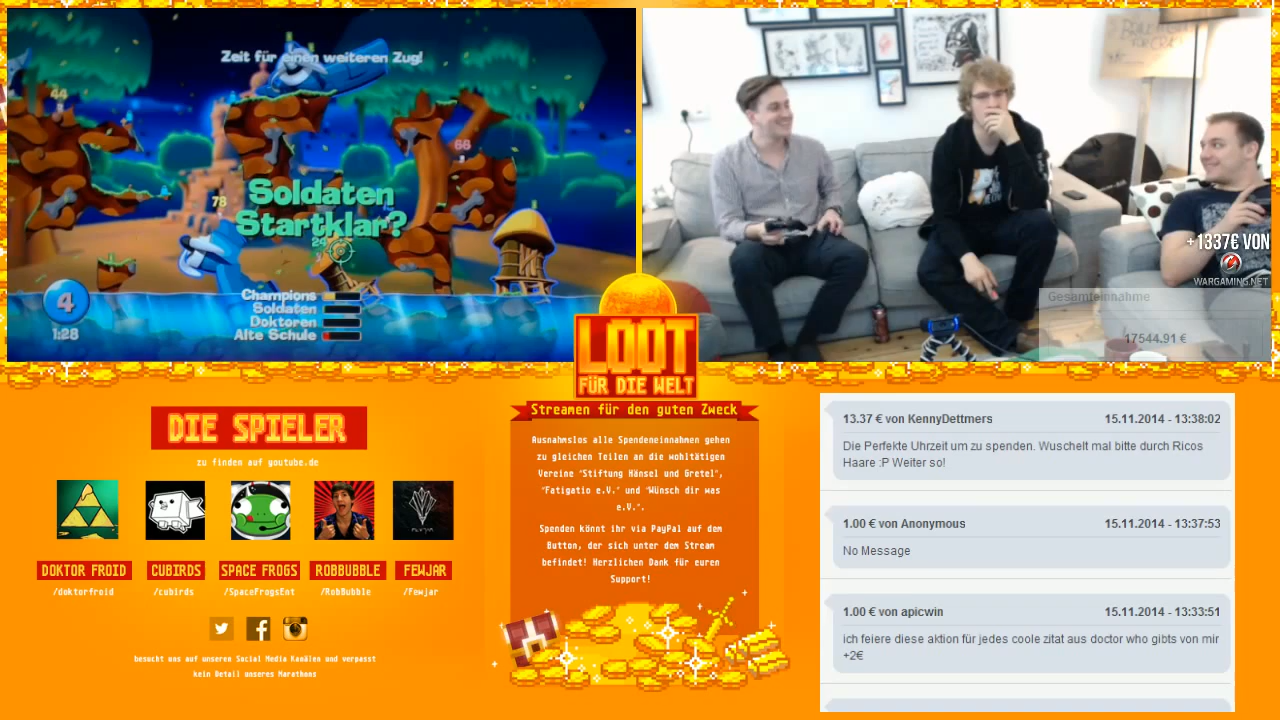 Zeit für einen weiteren Zug!
44
66
78
Soldaten
Startklar?
24
4
1:28
Champions
Soldaten
Doktoren
Alte Schule
+1337€ VON
WARGAMING.NET
Gesamteinnahme
17544.91 €
LOOT
FÜR DIE WELT
Streamen für den guten Zweck
Ausnahmslos alle Spendeneinnahmen gehen
zu gleichen Teilen an die wohltätigen
Vereine "Stiftung Hänsel und Gretel",
"Fatigatio e.V." und "Wünsch dir was
e.V.".
Spenden könnt ihr via PayPal auf dem
Button, der sich unter dem Stream
befindet! Herzlichen Dank für euren
Support!
DIE SPIELER
zu finden auf youtube.de
DOKTOR FROID
CUBIRDS
SPACE FROGS
ROBBUBBLE
FEWJAR
/doktorfroid
/cubirds
/SpaceFrogsEnt
/RobBubble
/Fewjar
besucht uns auf unseren Social Media Kanälen und verpasst
kein Detail unseres Marathons
13.37 € von KennyDettmers 15.11.2014 - 13:38:02
Die Perfekte Uhrzeit um zu spenden. Wuschelt mal bitte durch Ricos
Haare :P Weiter so!
1.00 € von Anonymous 15.11.2014 - 13:37:53
No Message
1.00 € von apicwin 15.11.2014 - 13:33:51
ich feiere diese aktion für jedes coole zitat aus doctor who gibts von mir
+2€